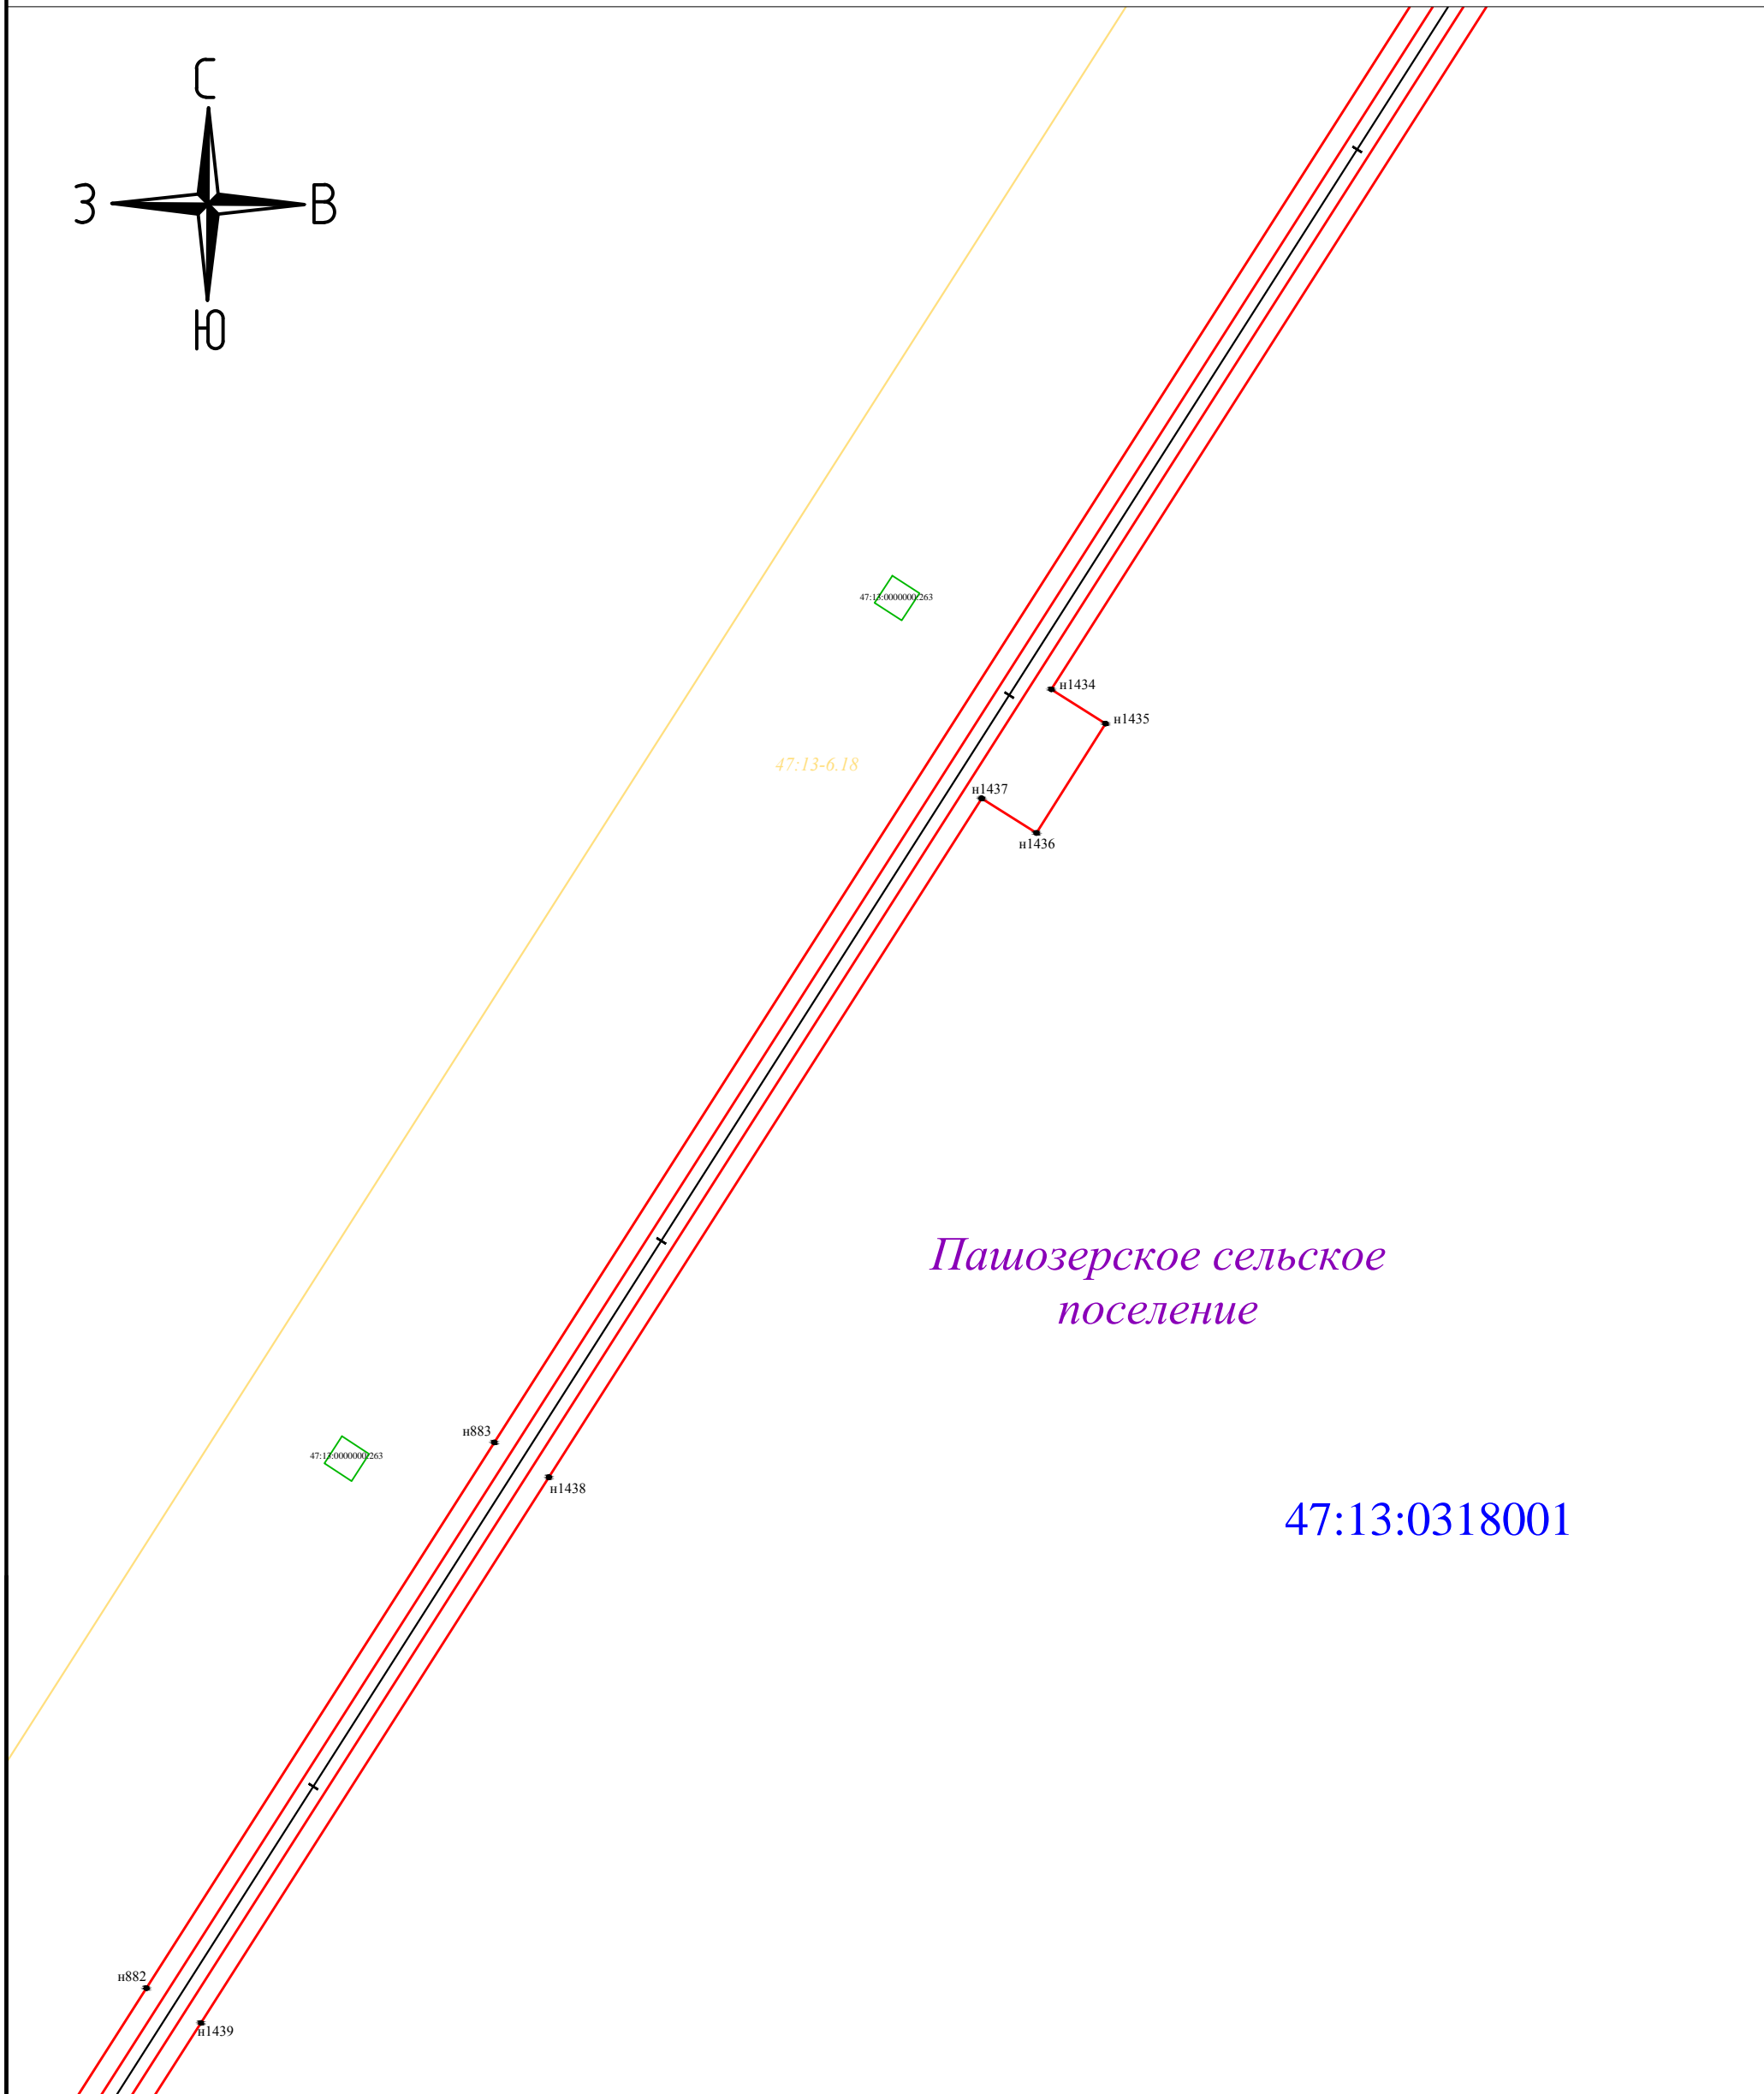 С
З
В
Ю
47:13:0000000:263
н1434
н1435
47:13-6.18
н1437
н1436
Пашозерское сельское
поселение
н883
47:13:0000000:263
н1438
47:13:0318001
н882
н1439